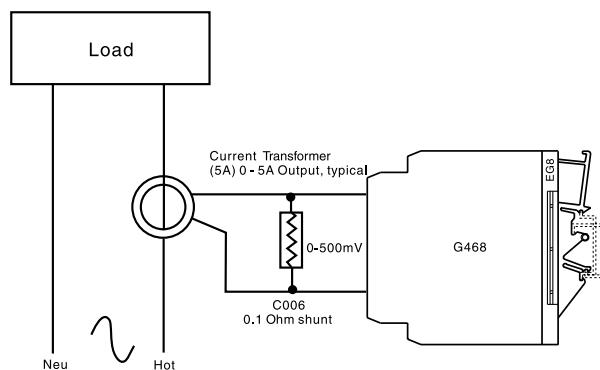 Load
Current Transformer
(5A) 0 - 5A Output, typical
EG8
G468
0-500mV
C006
0.1 Ohm shunt
Neu
Hot